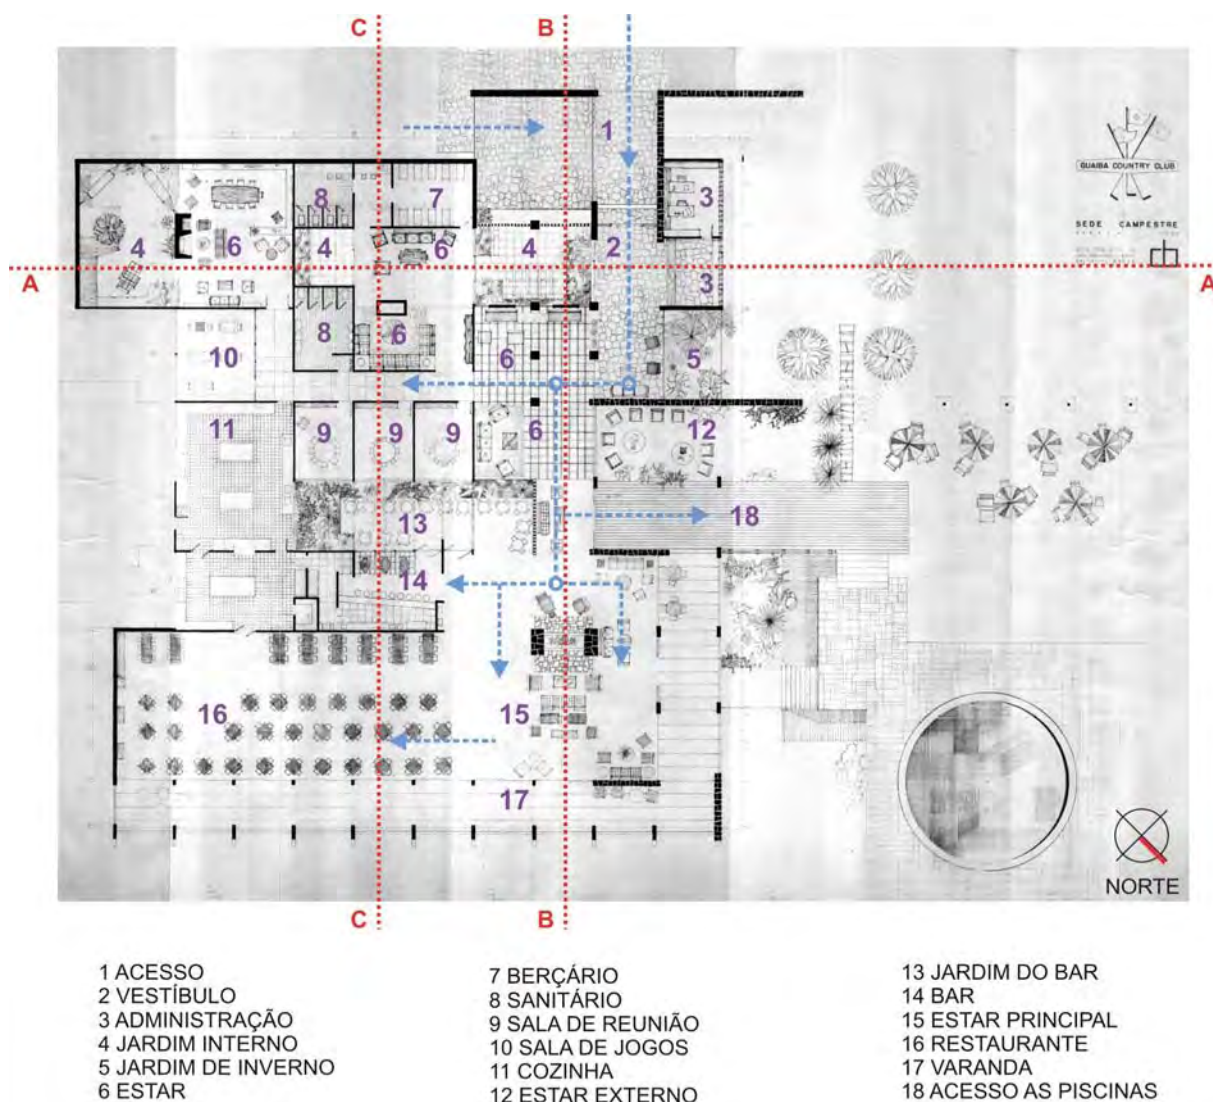 C
B
1
GUAIBA COUNTRY CLUB
8
7
3
SEDE CAMPESTRE
4
6
4
6
4
2
A
3
A
10
8
6
6
5
11
9
9
9
6
12
13
18
14
16
15
17
NORTE
C
B
1 ACESSO
2 VESTÍBULO
3 ADMINISTRAÇÃO
4 JARDIM INTERNO
5 JARDIM DE INVERNO
6 ESTAR
7 BERÇÁRIO
8 SANITÁRIO
9 SALA DE REUNIÃO
10 SALA DE JOGOS
11 COZINHA
12 ESTAR EXTERNO
13 JARDIM DO BAR
14 BAR
15 ESTAR PRINCIPAL
16 RESTAURANTE
17 VARANDA
18 ACESSO AS PISCINAS